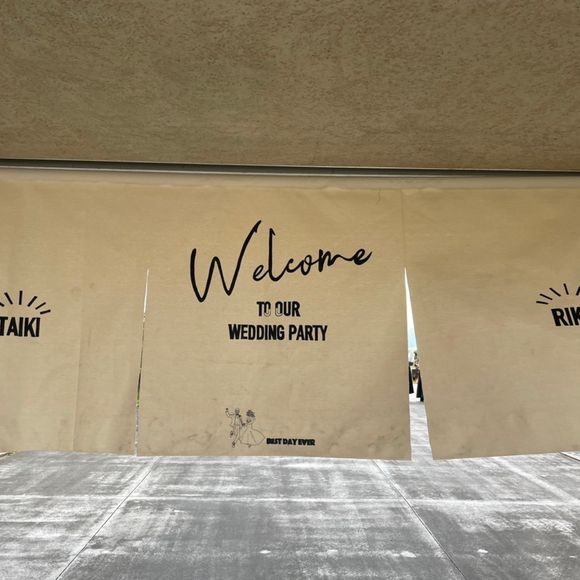 Welcome
TO OUR
WEDDING PARTY
TAIKI
RIK
BEST DAY EVER